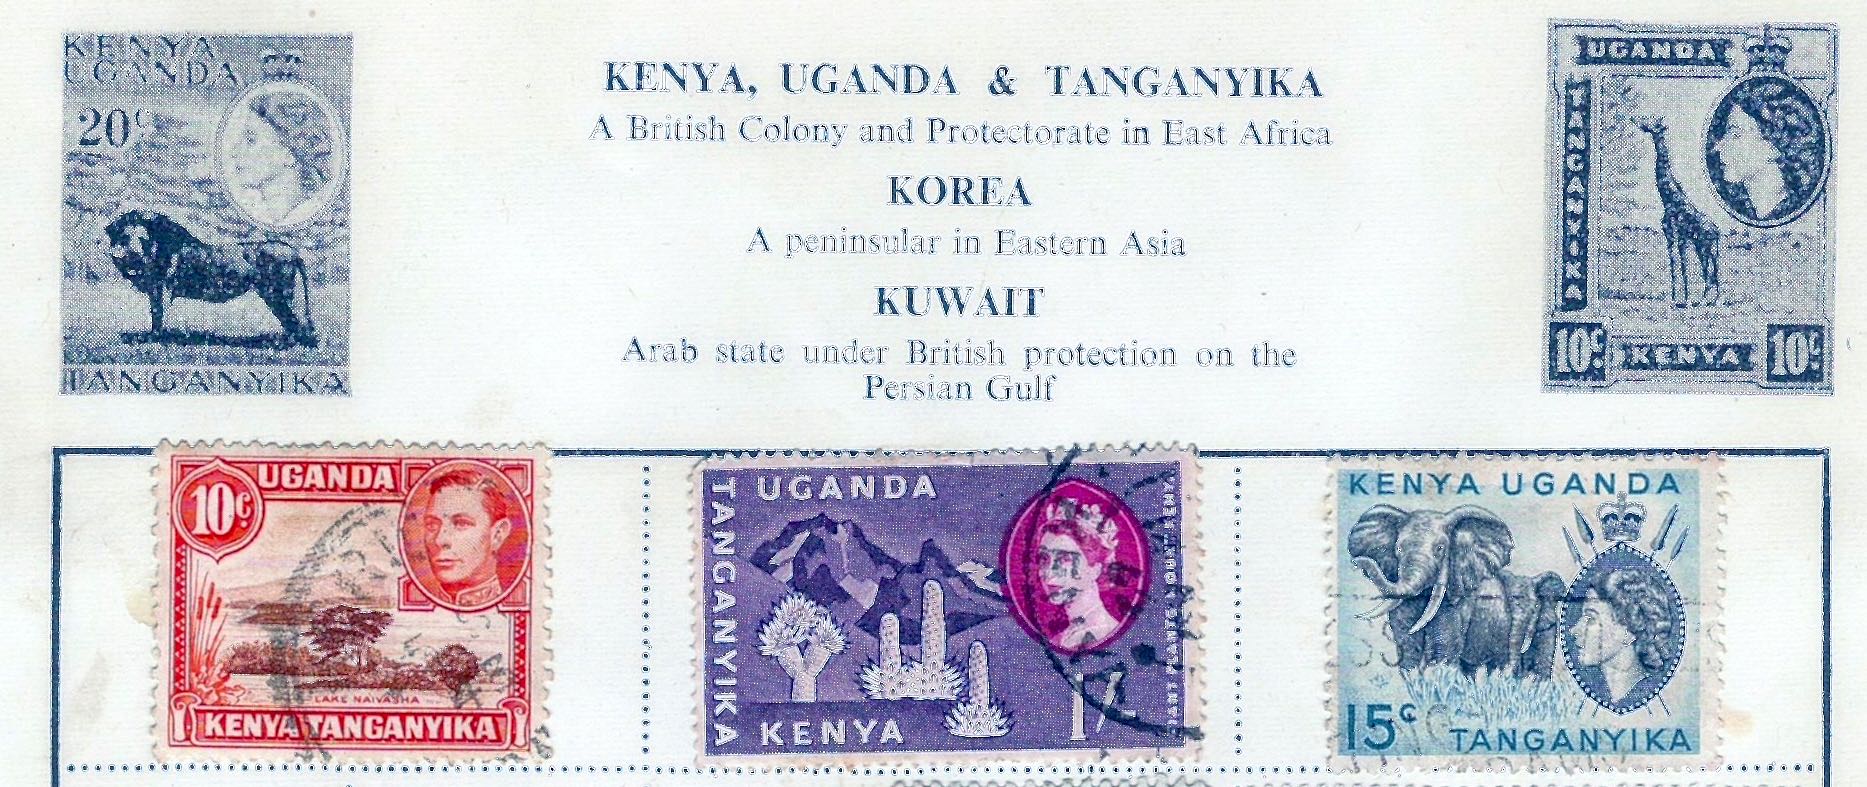 KENYA
UGANDA
20c
TANGANYIKA
KENYA, UGANDA & TANGANYIKA
A British Colony and Protectorate in East Africa
KOREA
A peninsular in Eastern Asia
KUWAIT
Arab state under British protection on the
Persian Gulf
UGANDA
TANGANYIKA
10c KENYA 10c
UGANDA
10c
LAKE NAIVASHA
KENYA TANGANYIKA
UGANDA
TANGANYIKA
KENYA
1/-
KENYA UGANDA
15c
TANGANYIKA